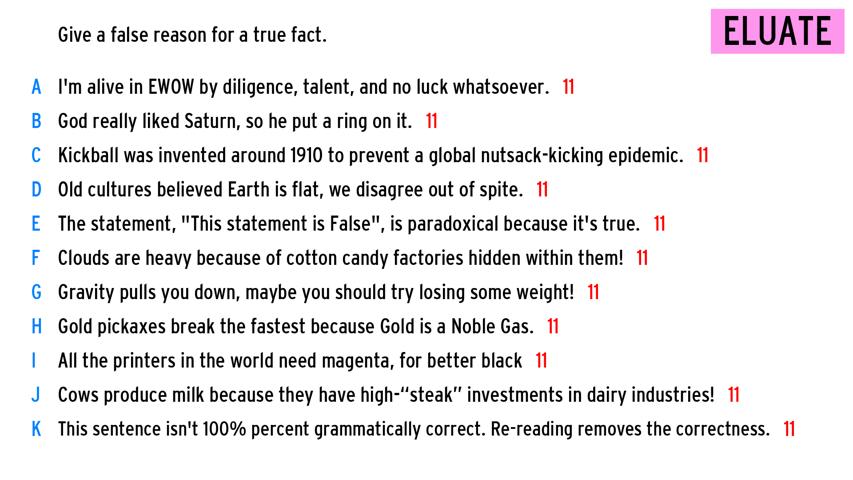 Give a false reason for a true fact.
ELUATE
A I'm alive in EWOW by diligence, talent, and no luck whatsoever. 11
B God really liked Saturn, so he put a ring on it. 11
C Kickball was invented around 1910 to prevent a global nutsack-kicking epidemic. 11
D Old cultures believed Earth is flat, we disagree out of spite. 11
E The statement, "This statement is False", is paradoxical because it's true. 11
F Clouds are heavy because of cotton candy factories hidden within them! 11
G Gravity pulls you down, maybe you should try losing some weight! 11
H Gold pickaxes break the fastest because Gold is a Noble Gas. 11
I All the printers in the world need magenta, for better black 11
J Cows produce milk because they have high-“steak” investments in dairy industries! 11
K This sentence isn't 100% percent grammatically correct. Re-reading removes the correctness. 11